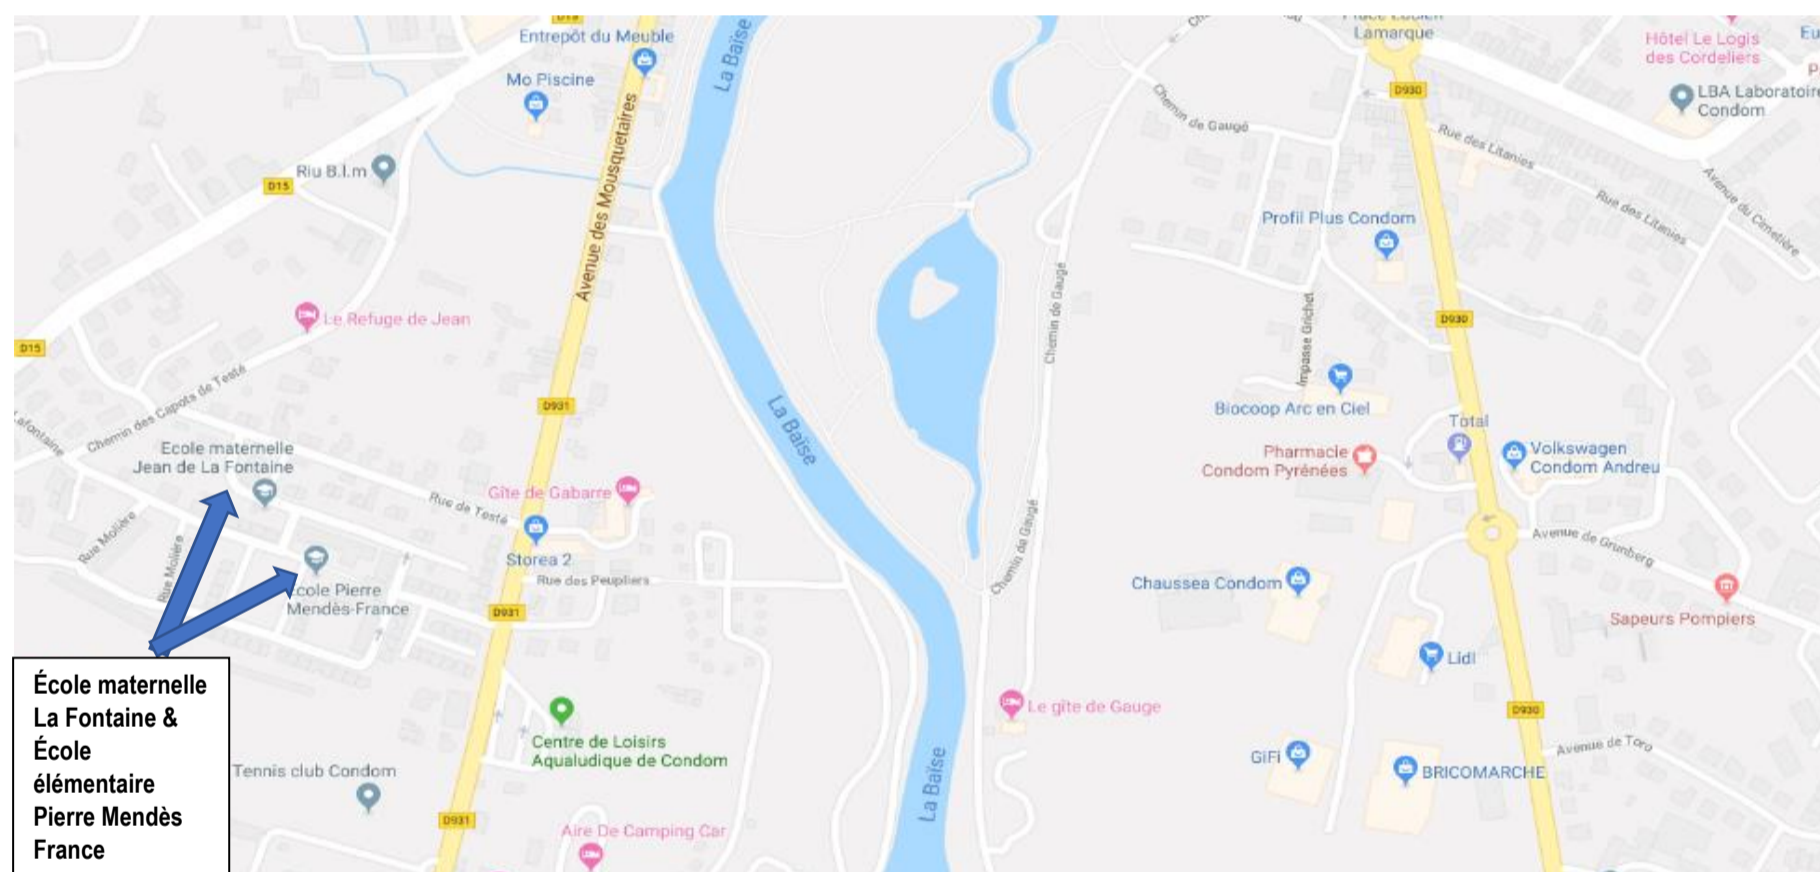 D19
Entrepôt du Meuble
Mo Piscine
La Baïse
Lamarque
Hôtel Le Logis
des Cordeliers
Eu
P
LBA Laboratoire
Condom
D930
Chemin de Gaugé
Rue des Litanies
Rue des Litanies
Avenue du Cimetière
Riu B.I.m
D15
Avenue des Mousquetaires
Profil Plus Condom
Chemin de Gaugé
Impasse Grichet
D930
Le Refuge de Jean
D15
Chemin des Capots de Testé
Lafontaine
D931
La Baïse
Biocoop Arc en Ciel
Total
Pharmacie
Condom Pyrénées
Volkswagen
Condom Andreu
Ecole maternelle
Jean de La Fontaine
Gîte de Gabarre
Rue de Testé
Storea 2
Rue Molière
Rue Molière
Chemin de Gaugé
Avenue de Grunberg
Rue des Peupliers
Chaussea Condom
cole Pierre
Mendès-France
D931
Sapeurs Pompiers
Lidl
École maternelle
La Fontaine &
École
élémentaire
Pierre Mendès
France
Le gîte de Gauge
D930
Centre de Loisirs
Aqualudique de Condom
Avenue de Toro
GiFi
BRICOMARCHE
Tennis club Condom
La Baïse
D931
Aire De Camping Car